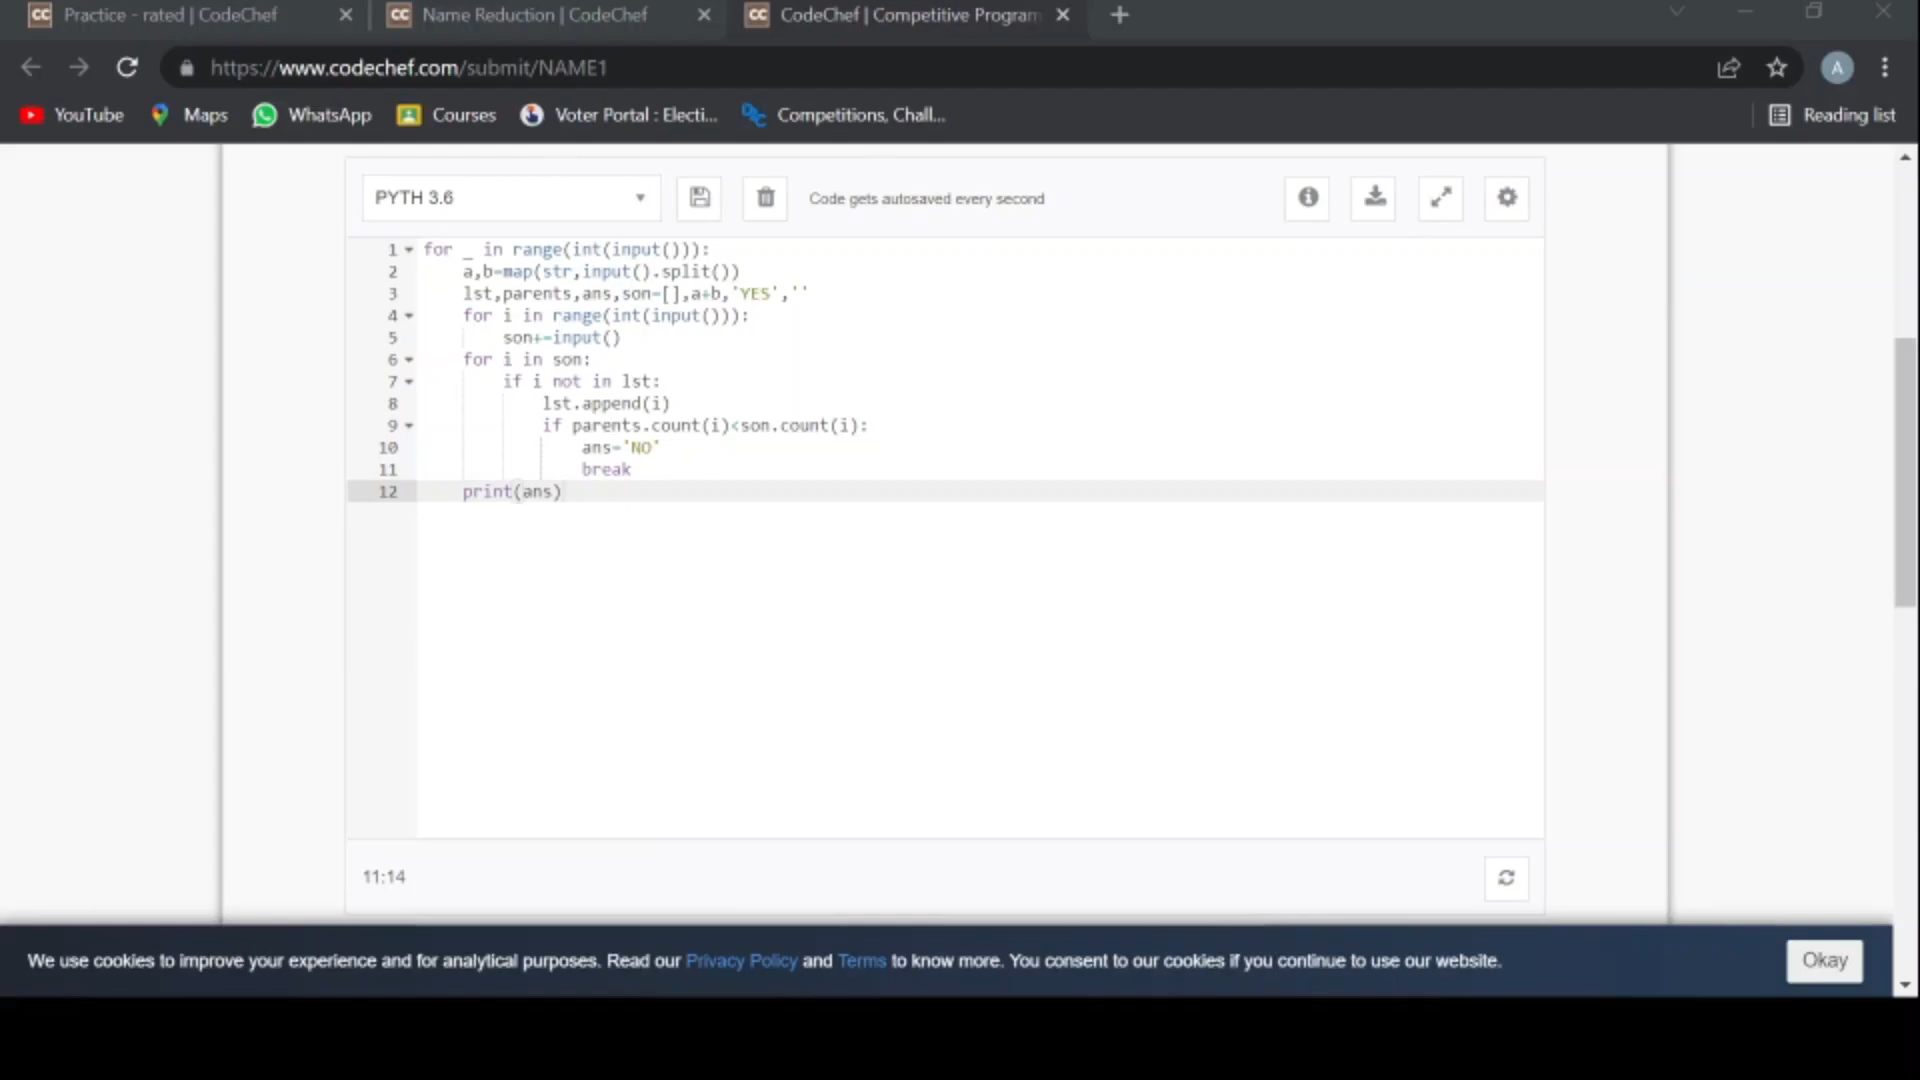 CC Practice - rated | CodeChef
CC Name Reduction | CodeChef
CC CodeChef | Competitive Program
https://www.codechef.com/submit/NAME1
A
YouTube
Maps
WhatsApp
Courses
Voter Portal : Electi...
Competitions, Chall...
Reading list
PYTH 3.6
Code gets autosaved every second
1 for _ in range(int(input())):
2 a,b=map(str,input().split())
3 lst,parents,ans,son=[],a+b,'YES',''
4 for i in range(int(input())):
5 son+=input()
6 for i in son:
7 if i not in lst:
8 lst.append(i)
9 if parents.count(i)<son.count(i):
10 ans='NO'
11 break
12 print(ans)
11:14
We use cookies to improve your experience and for analytical purposes. Read our Privacy Policy and Terms to know more. You consent to our cookies if you continue to use our website.
Okay